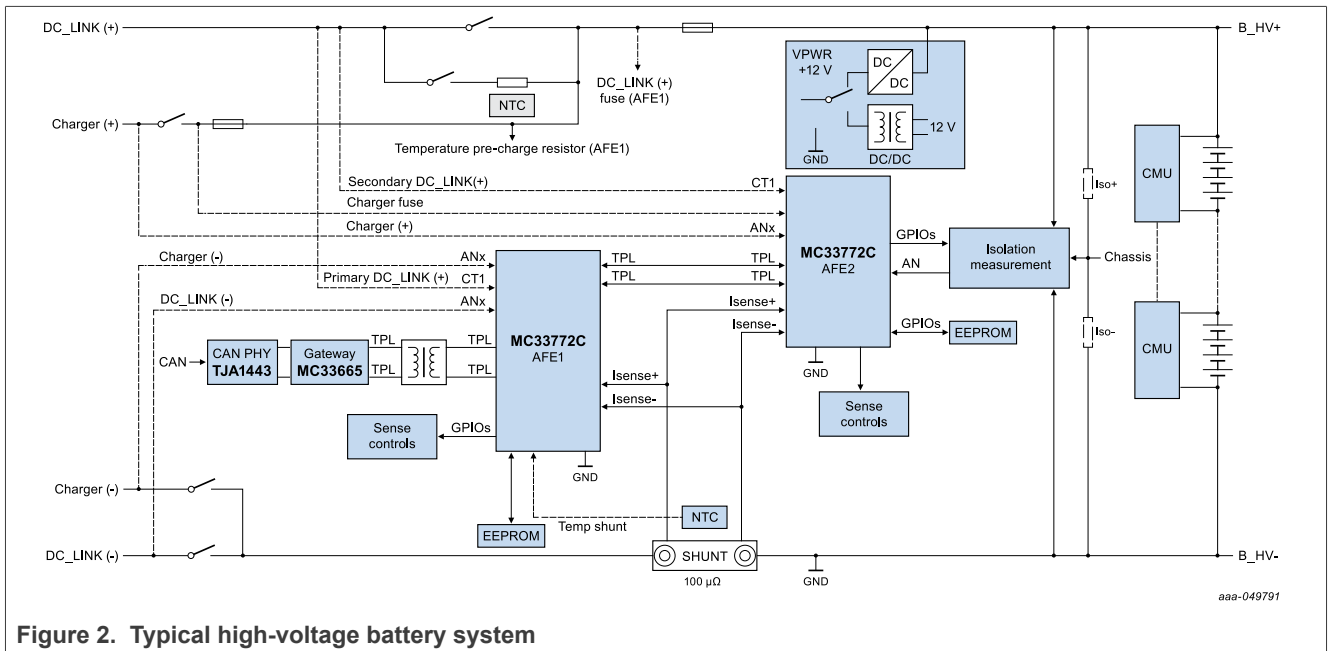 DC_LINK (+)
B_HV+
VPWR
+12 V
DC
DC
DC_LINK (+)
fuse (AFE1)
NTC
Charger (+)
12 V
Temperature pre-charge resistor (AFE1)
GND
DC/DC
CMU
Secondary DC_LINK(+)
CT1
Iso+
Charger fuse
Charger (+)
ANx
GPIOs
MC33772C
AFE2
Isolation
measurement
Chassis
Charger (-)
ANx
TPL
TPL
AN
Primary DC_LINK (+)
CT1
TPL
TPL
DC_LINK (-)
ANx
Isense+
Isense-
GPIOs
EEPROM
Iso-
CMU
MC33772C
AFE1
CAN
CAN PHY
TJA1443
Gateway
MC33665
TPL
TPL
TPL
TPL
GND
Isense+
Isense-
Sense
controls
Sense
controls
GPIOs
GND
Charger (-)
Temp shunt
NTC
EEPROM
DC_LINK (-)
SHUNT
B_HV-
100 µΩ
GND
aaa-049791
Figure 2. Typical high-voltage battery system